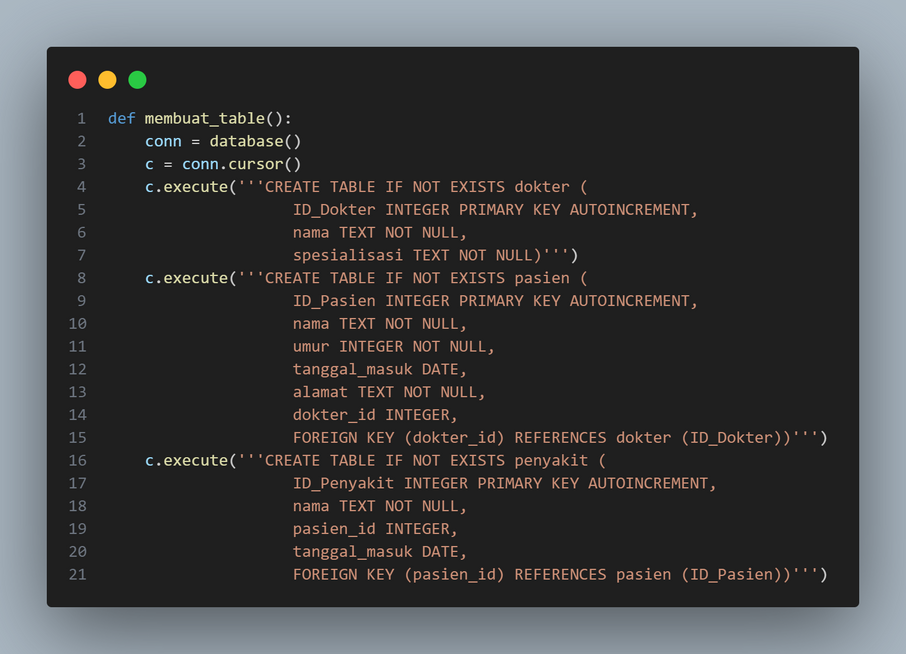 1 def membuat_table():
2     conn = database()
3     c = conn.cursor()
4     c.execute('''CREATE TABLE IF NOT EXISTS dokter (
5                     ID_Dokter INTEGER PRIMARY KEY AUTOINCREMENT,
6                     nama TEXT NOT NULL,
7                     spesialisasi TEXT NOT NULL)''')
8     c.execute('''CREATE TABLE IF NOT EXISTS pasien (
9                     ID_Pasien INTEGER PRIMARY KEY AUTOINCREMENT,
10                     nama TEXT NOT NULL,
11                     umur INTEGER NOT NULL,
12                     tanggal_masuk DATE,
13                     alamat TEXT NOT NULL,
14                     dokter_id INTEGER,
15                     FOREIGN KEY (dokter_id) REFERENCES dokter (ID_Dokter))''')
16     c.execute('''CREATE TABLE IF NOT EXISTS penyakit (
17                     ID_Penyakit INTEGER PRIMARY KEY AUTOINCREMENT,
18                     nama TEXT NOT NULL,
19                     pasien_id INTEGER,
20                     tanggal_masuk DATE,
21                     FOREIGN KEY (pasien_id) REFERENCES pasien (ID_Pasien))''')